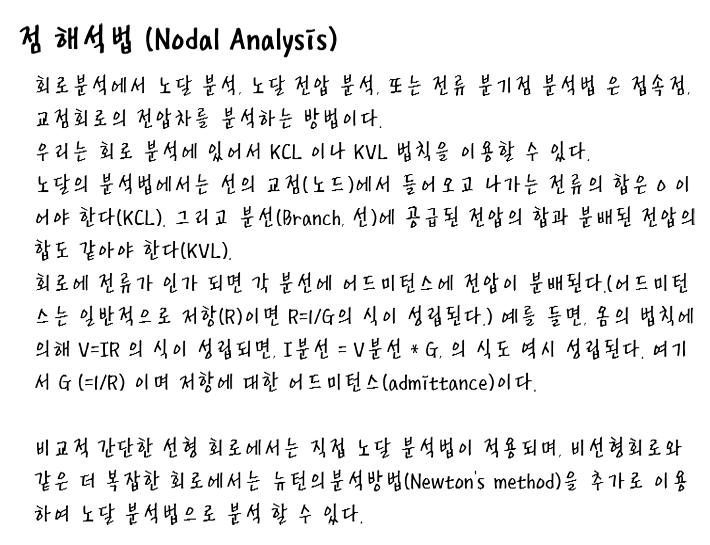 점 해석법 (Nodal Analysis)
회로분석에서 노달 분석, 노달 전압 분석, 또는 전류 분기점 분석법 은 접속점,
교점회로의 전압차를 분석하는 방법이다.
우리는 회로 분석에 있어서 KCL 이나 KVL 법칙을 이용할 수 있다.
노달의 분석법에서는 선의 교점(노드)에서 들어오고 나가는 전류의 합은 0 이
어야 한다(KCL). 그리고 분선(Branch, 선)에 공급된 전압의 합과 분배된 전압의
합도 같아야 한다(KVL).
회로에 전류가 인가 되면 각 분선에 어드미턴스에 전압이 분배된다.(어드미턴
스는 일반적으로 저항(R)이면 R=1/G의 식이 성립된다.) 예를 들면, 옴의 법칙에
의해 V=IR 의 식이 성립되면, I분선 = V분선 * G, 의 식도 역시 성립된다. 여기
서 G (=1/R) 이며 저항에 대한 어드미턴스(admittance)이다.
비교적 간단한 선형 회로에서는 직접 노달 분석법이 적용되며, 비선형회로와
같은 더 복잡한 회로에서는 뉴턴의분석방법(Newton's method)을 추가로 이용
하여 노달 분석법으로 분석 할 수 있다.